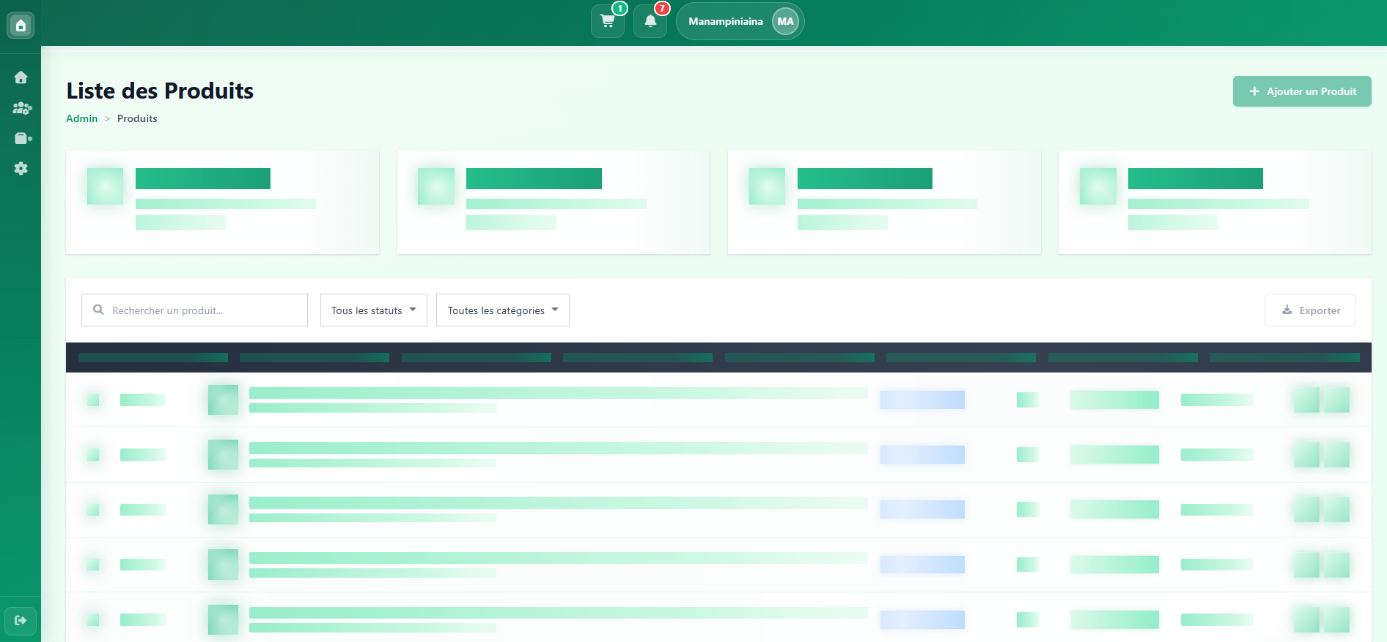 1
7
Manampiniaina MA
Liste des Produits
+ Ajouter un Produit
Admin > Produits
Rechercher un produit...
Tous les statuts
Toutes les catégories
Exporter